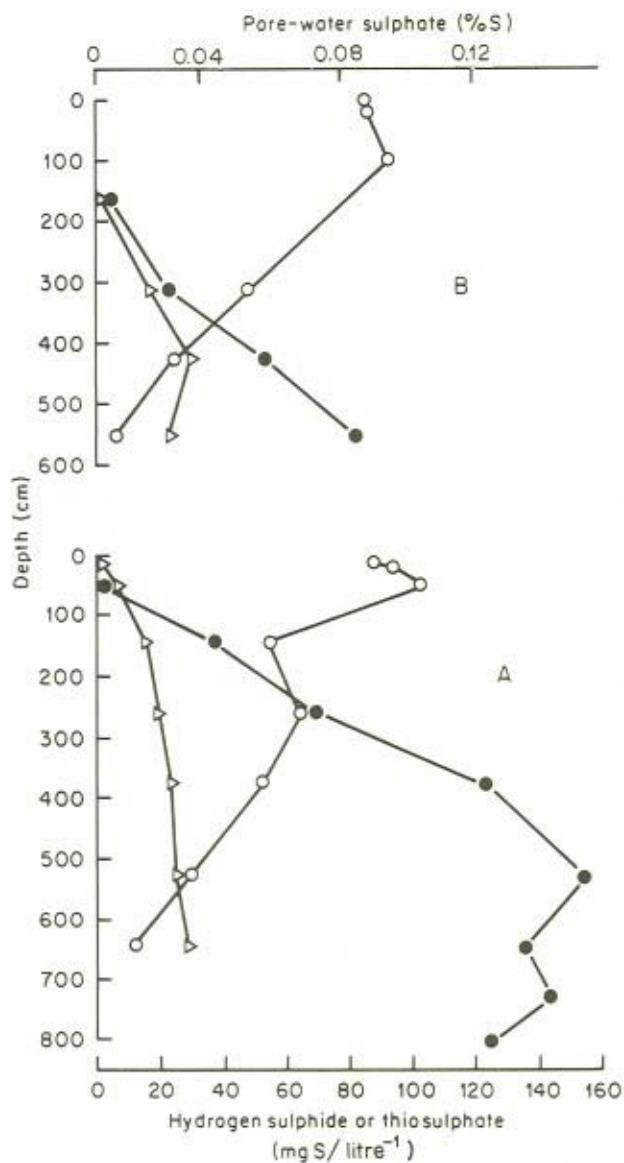 Pore-water sulphate (%S)
0 0.04 0.08 0.12
0
100
200
300
400
500
600
B
Depth (cm)
0
100
200
300
400
500
600
700
800
A
0 20 40 60 80 100 120 140 160
Hydrogen sulphide or thiosulphate
(mg S/litre⁻¹)